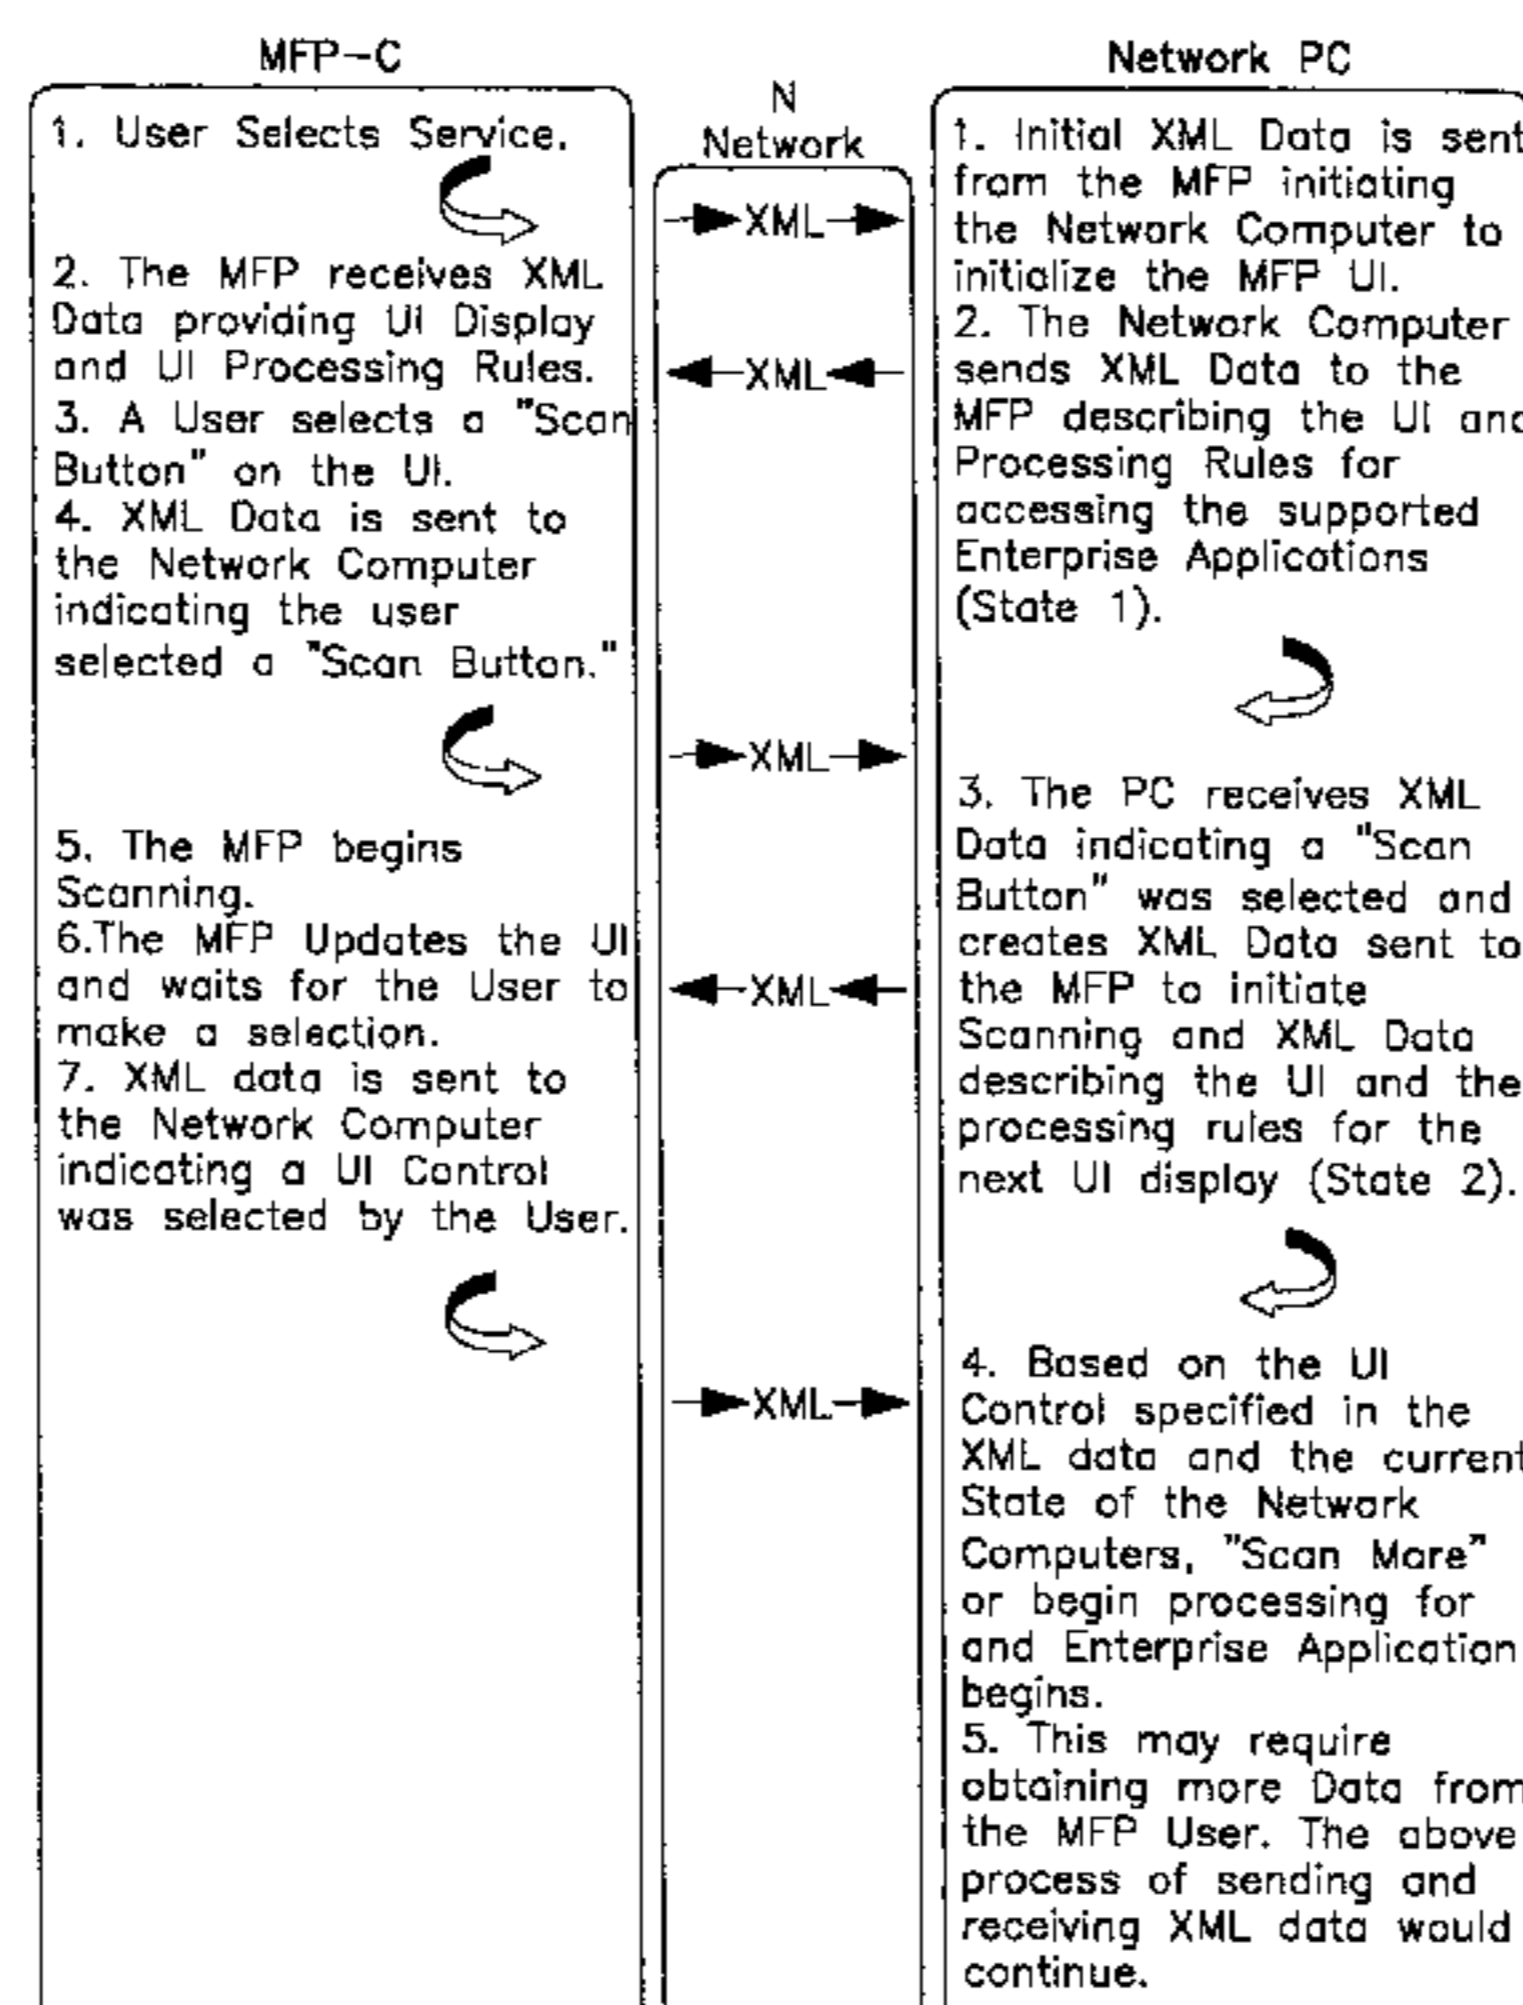 MFP-C
1. User Selects Service.
2. The MFP receives XML
Data providing UI Display
and UI Processing Rules.
3. A User selects a "Scan
Button" on the UI.
4. XML Data is sent to
the Network Computer
indicating the user
selected a "Scan Button."
5. The MFP begins
Scanning.
6.The MFP Updates the UI
and waits for the User to
make a selection.
7. XML data is sent to
the Network Computer
indicating a UI Control
was selected by the User.
N
Network
XML
XML
XML
XML
XML
Network PC
1. Initial XML Data is sent
from the MFP initiating
the Network Computer to
initialize the MFP UI.
2. The Network Computer
sends XML Data to the
MFP describing the UI and
Processing Rules for
accessing the supported
Enterprise Applications
(State 1).
3. The PC receives XML
Data indicating a "Scan
Button" was selected and
creates XML Data sent to
the MFP to initiate
Scanning and XML Data
describing the UI and the
processing rules for the
next UI display (State 2).
4. Based on the UI
Control specified in the
XML data and the current
State of the Network
Computers, "Scan More"
or begin processing for
and Enterprise Application
begins.
5. This may require
obtaining more Data from
the MFP User. The above
process of sending and
receiving XML data would
continue.